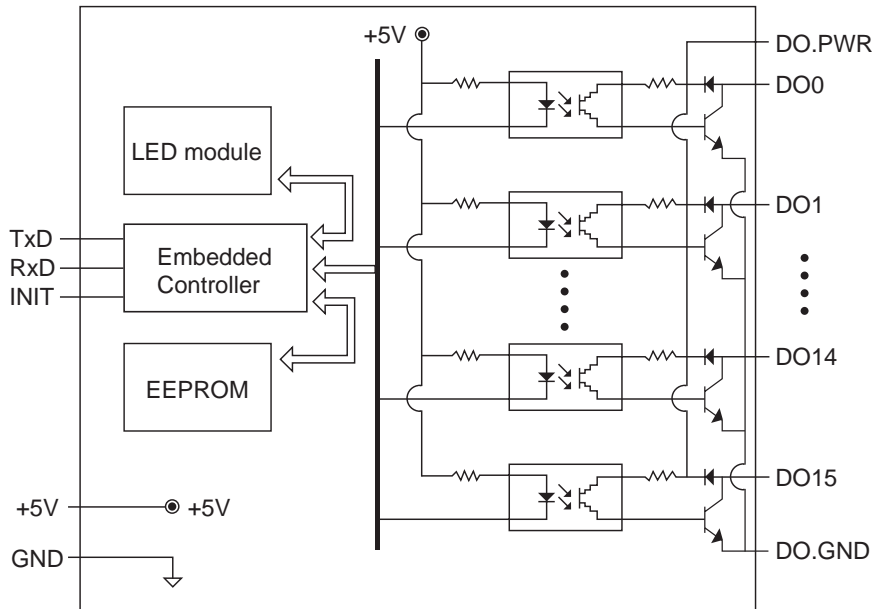 +5V
DO.PWR
DO0
LED module
DO1
TxD
RxD
INIT
Embedded
Controller
DO14
EEPROM
DO15
+5V
+5V
GND
DO.GND